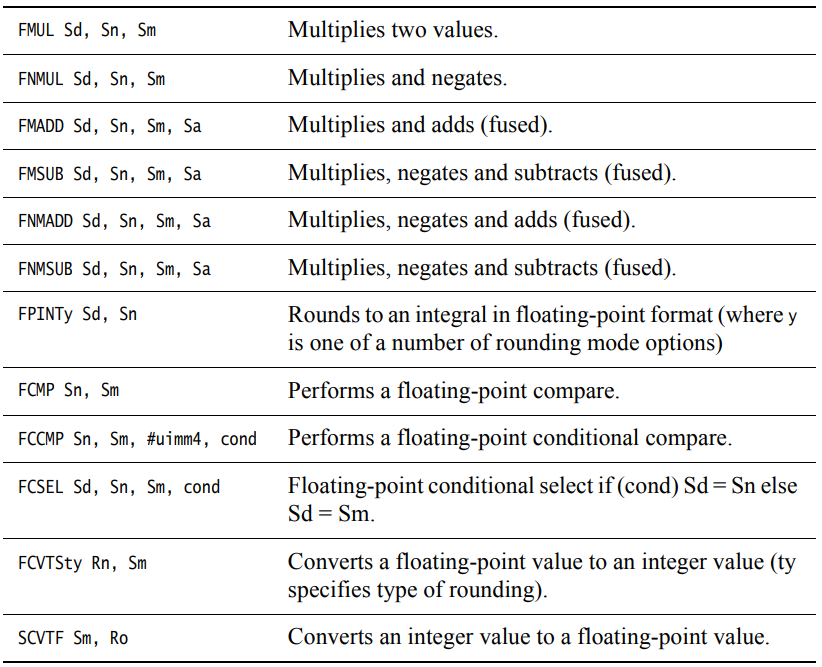 FMUL Sd, Sn, Sm Multiplies two values.
FNMUL Sd, Sn, Sm Multiplies and negates.
FMADD Sd, Sn, Sm, Sa Multiplies and adds (fused).
FMSUB Sd, Sn, Sm, Sa Multiplies, negates and subtracts (fused).
FNMADD Sd, Sn, Sm, Sa Multiplies, negates and adds (fused).
FNMSUB Sd, Sn, Sm, Sa Multiplies, negates and subtracts (fused).
FPINTy Sd, Sn Rounds to an integral in floating-point format (where y
is one of a number of rounding mode options)
FCMP Sn, Sm Performs a floating-point compare.
FCCMP Sn, Sm, #uimm4, cond Performs a floating-point conditional compare.
FCSEL Sd, Sn, Sm, cond Floating-point conditional select if (cond) Sd = Sn else
Sd = Sm.
FCVTSty Rn, Sm Converts a floating-point value to an integer value (ty
specifies type of rounding).
SCVTF Sm, Ro Converts an integer value to a floating-point value.